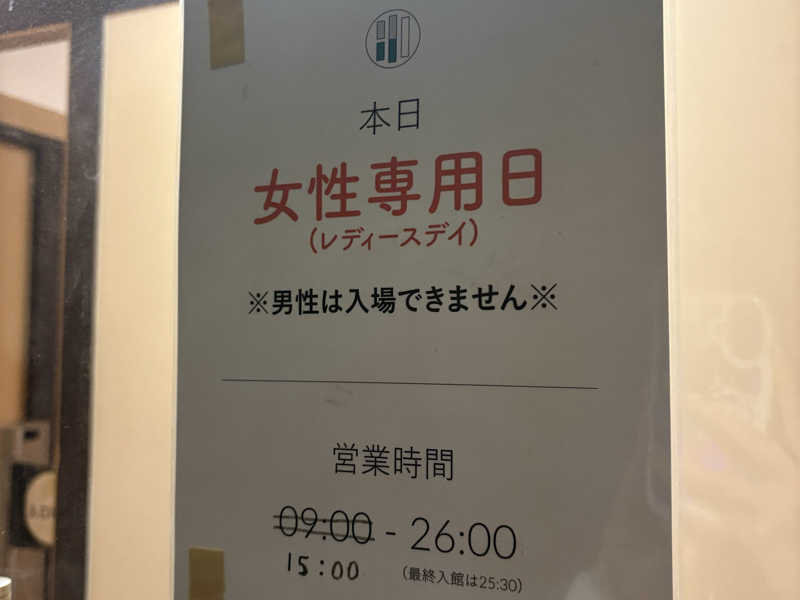 本日
女性専用日
(レディースデイ)
※男性は入場できません※
営業時間
09:00 - 26:00
15:00
(最終入館は25:30)